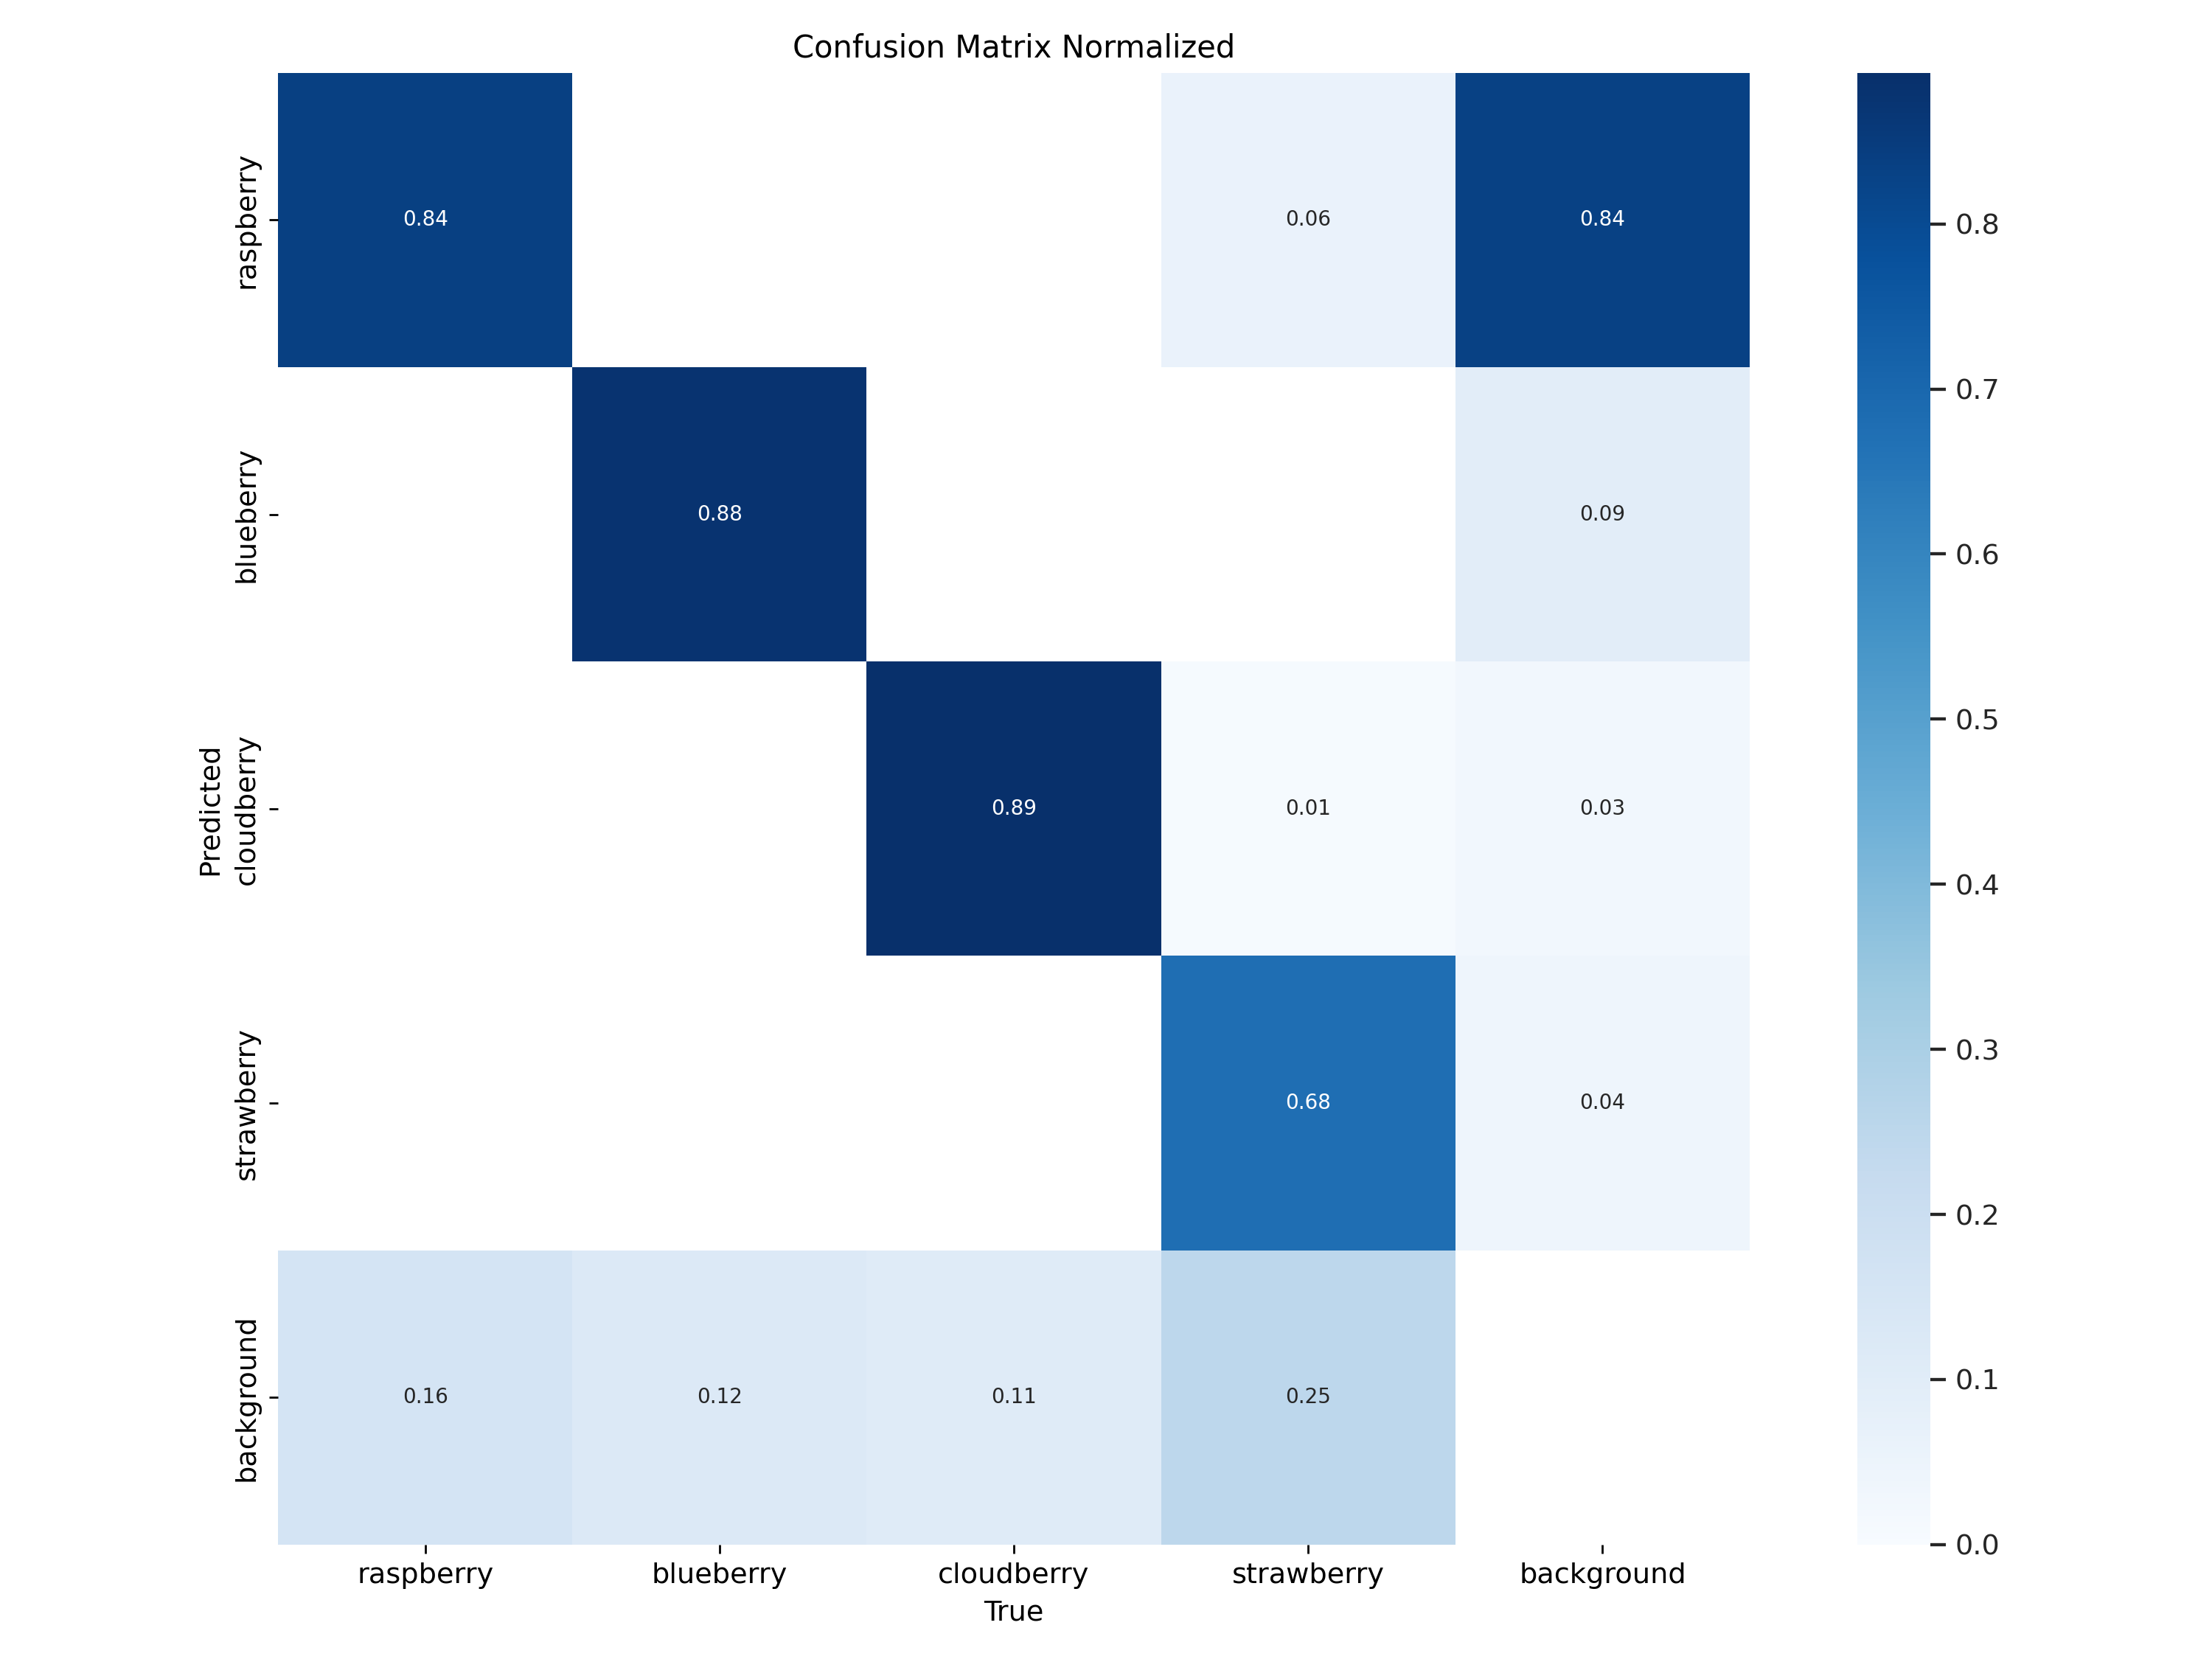 Confusion Matrix Normalized
Predicted
raspberry
0.84
0.06
0.84
blueberry
0.88
0.09
cloudberry
0.89
0.01
0.03
strawberry
0.68
0.04
background
0.16
0.12
0.11
0.25
raspberry
blueberry
cloudberry
strawberry
background
True
0.8
0.7
0.6
0.5
0.4
0.3
0.2
0.1
0.0